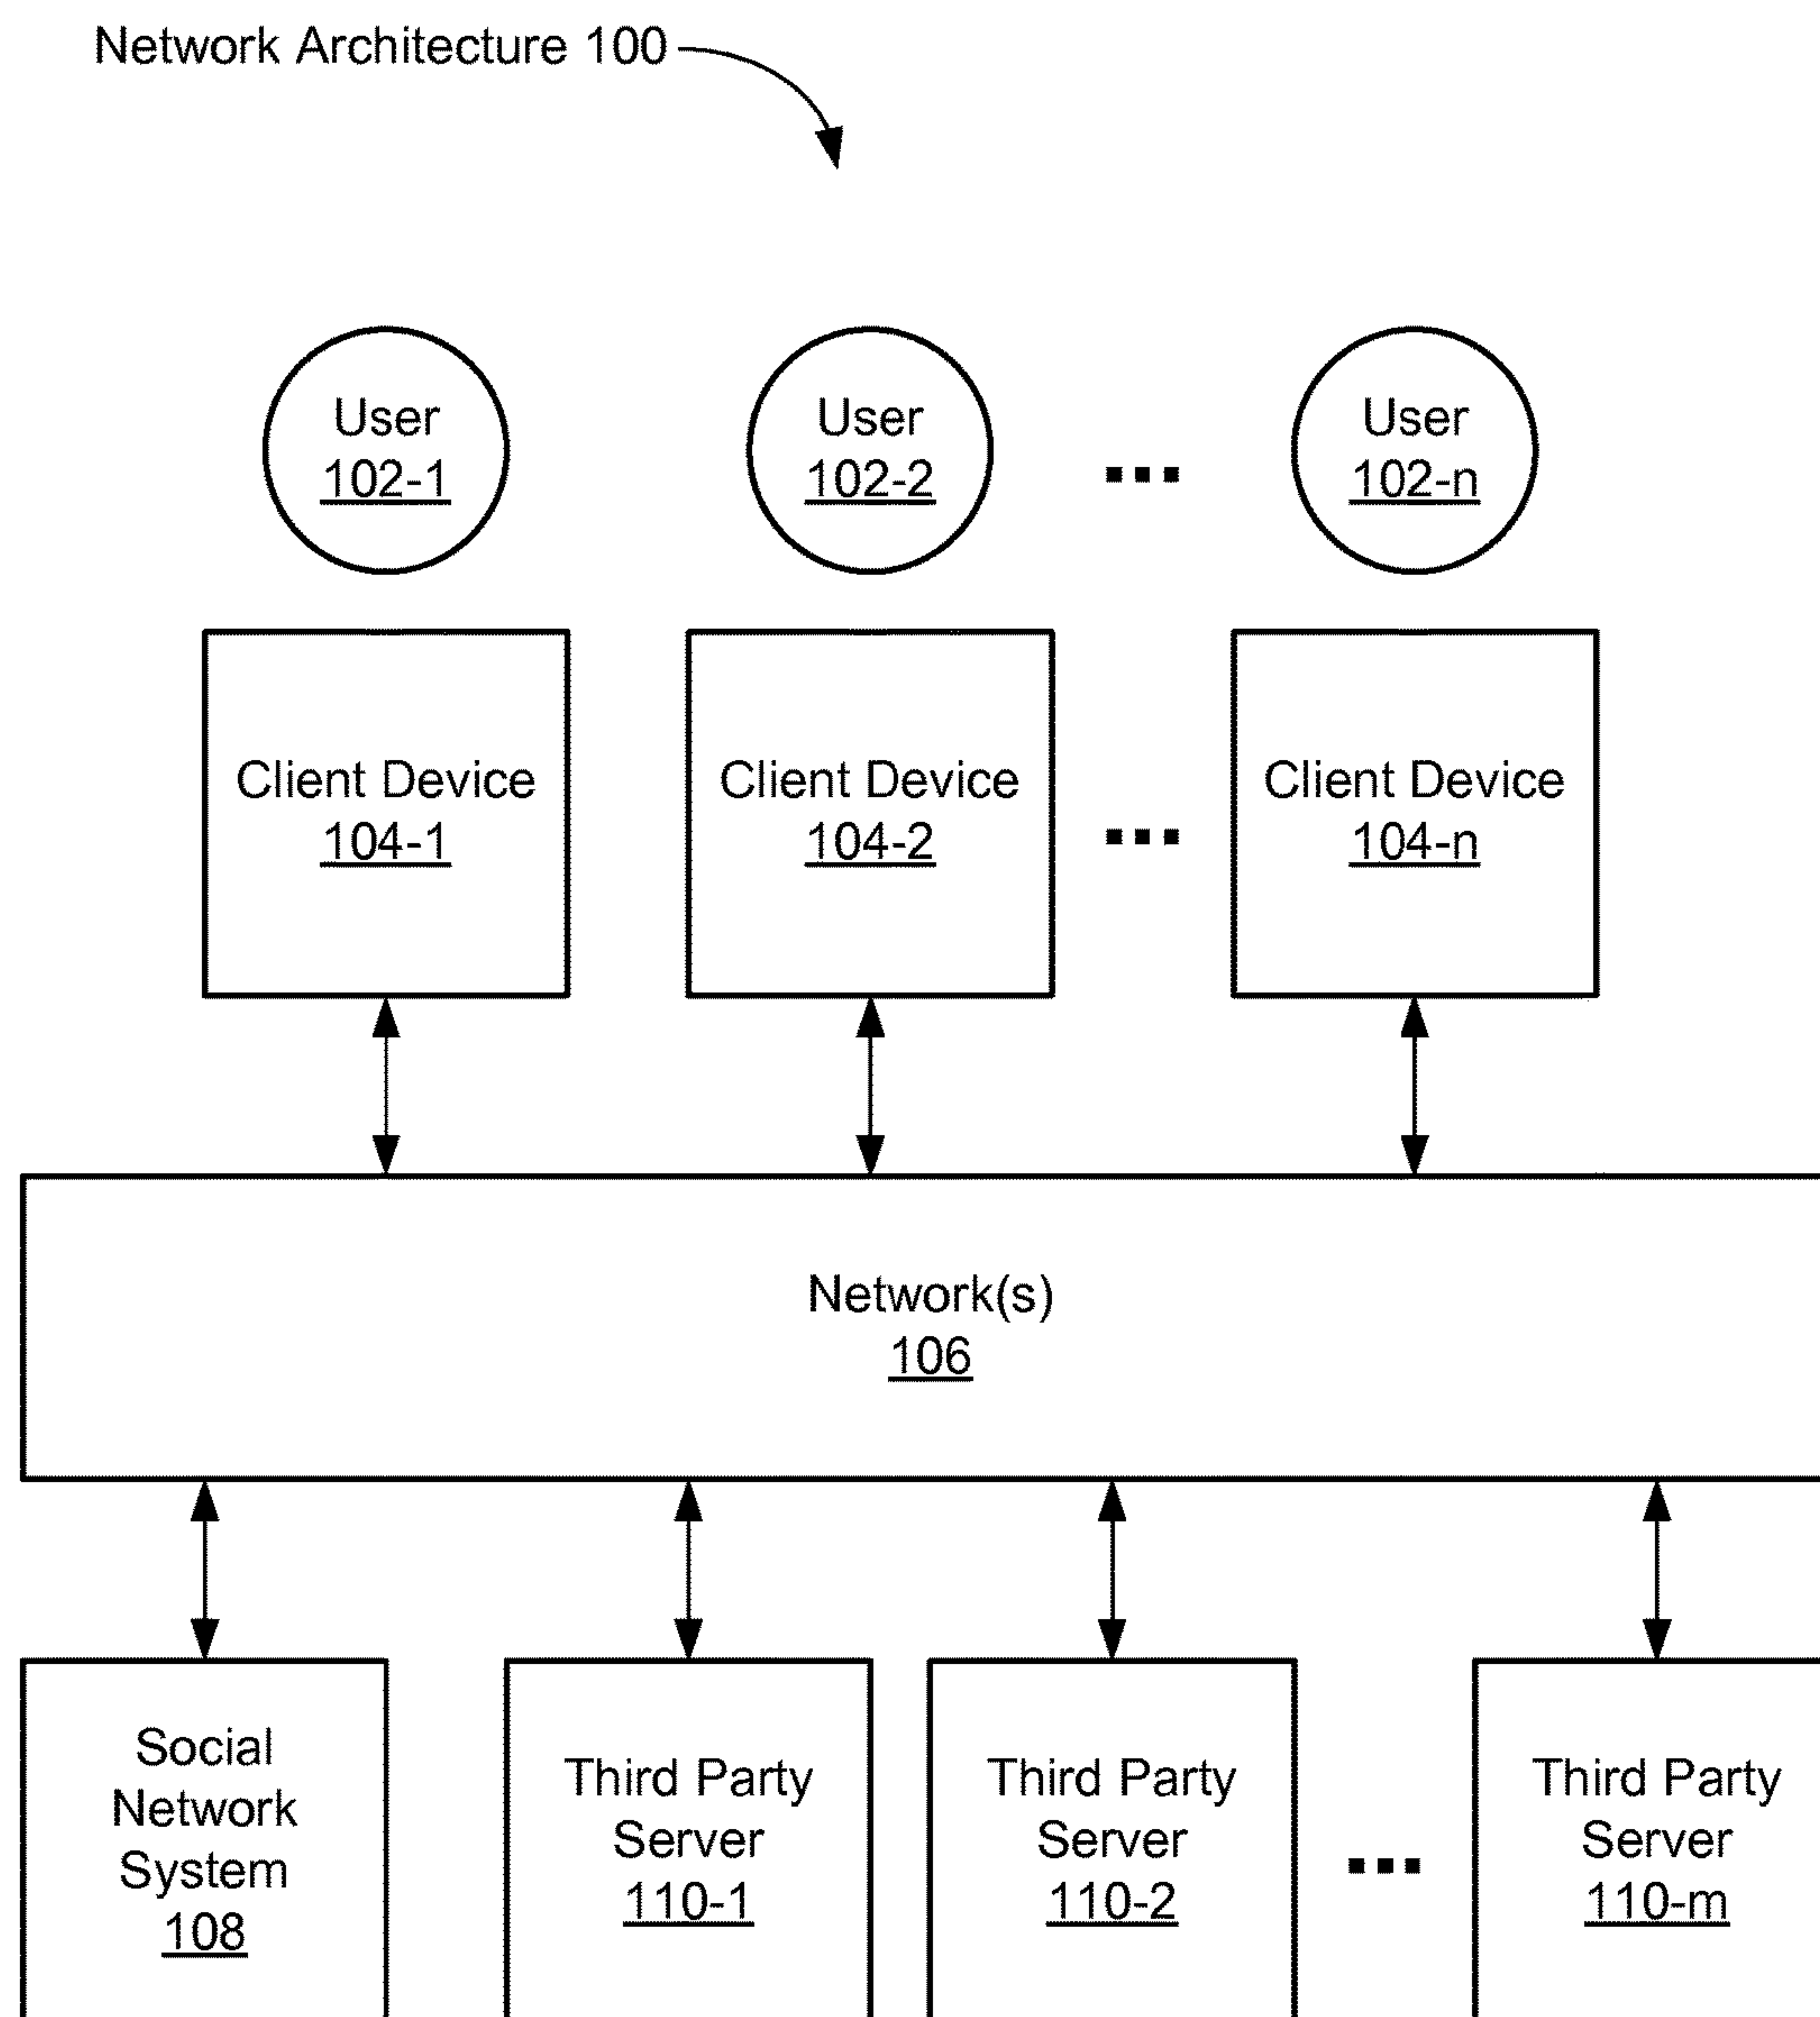 Network Architecture 100
User
102-1
User
102-2
User
102-n
Client Device
104-1
Client Device
104-2
Client Device
104-n
Network(s)
106
Social
Network
System
108
Third Party
Server
110-1
Third Party
Server
110-2
Third Party
Server
110-m